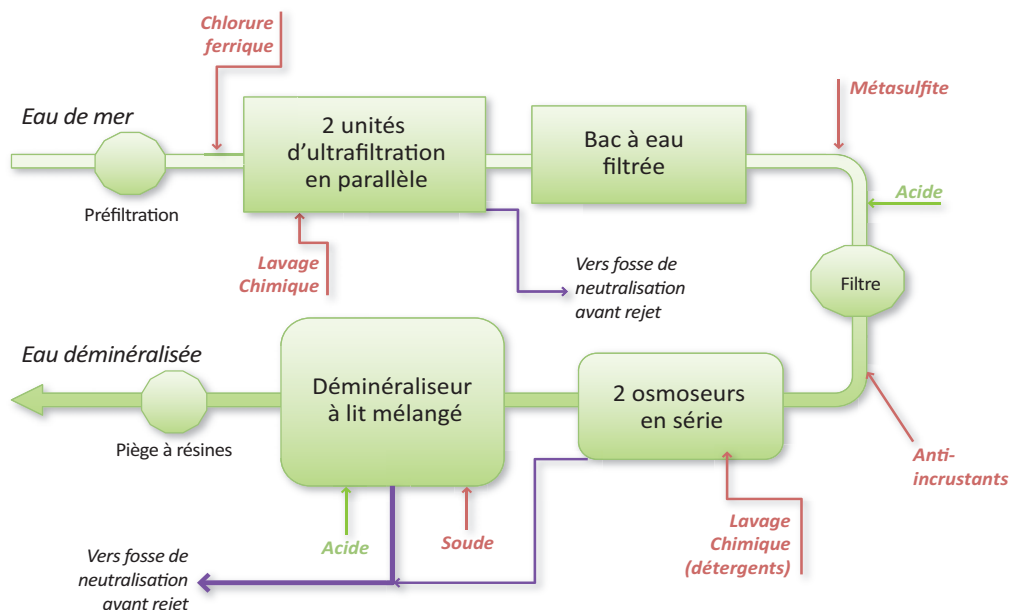 Chlorure
ferrique
Eau de mer
Préfiltration
2 unités
d'ultrafiltration
en parallèle
Bac à eau
filtrée
Métasulfite
Acide
Lavage
Chimique
Vers fosse de
neutralisation
avant rejet
Filtre
Eau déminéralisée
Piège à résines
Déminéraliseur
à lit mélangé
2 osmoseurs
en série
Anti-
incrustants
Acide
Soude
Lavage
Chimique
(détergents)
Vers fosse de
neutralisation
avant rejet